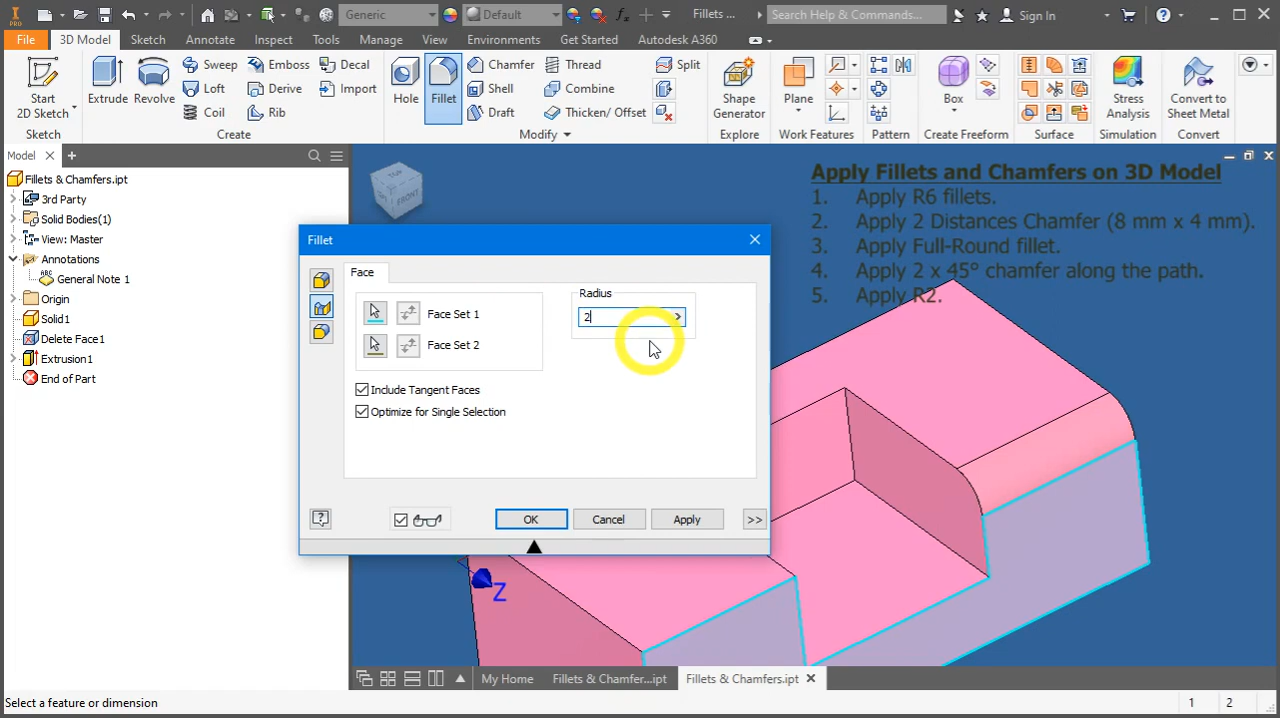 I PRO Generic Default Fillets ... Search Help & Commands... Sign In
File 3D Model Sketch Annotate Inspect Tools Manage View Environments Get Started Autodesk A360
Start 2D Sketch Extrude Revolve Sweep Emboss Decal Hole Fillet Chamfer Thread Split Shape Generator Plane Box Stress Analysis Convert to Sheet Metal
Loft Derive Import Shell Combine
Coil Rib Draft Thicken/ Offset
Sketch Create Modify Explore Work Features Pattern Create Freeform Surface Simulation Convert
Model
Fillets & Chamfers.ipt
3rd Party
Solid Bodies(1)
View: Master
Annotations
ABC General Note 1
Origin
Solid1
Delete Face1
Extrusion1
End of Part
TOP
FRONT
Apply Fillets and Chamfers on 3D Model
1. Apply R6 fillets.
2. Apply 2 Distances Chamfer (8 mm x 4 mm).
3. Apply Full-Round fillet.
4. Apply 2 x 45° chamfer along the path.
5. Apply R2.
Fillet
Face
Face Set 1
Face Set 2
Radius
2
Include Tangent Faces
Optimize for Single Selection
OK Cancel Apply >>
Z
My Home Fillets & Chamfer...ipt Fillets & Chamfers.ipt
Select a feature or dimension 1 2